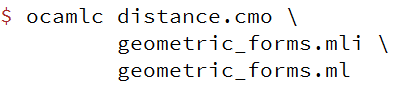 $ ocamlc distance.cmo \
geometric_forms.mli \
geometric_forms.ml